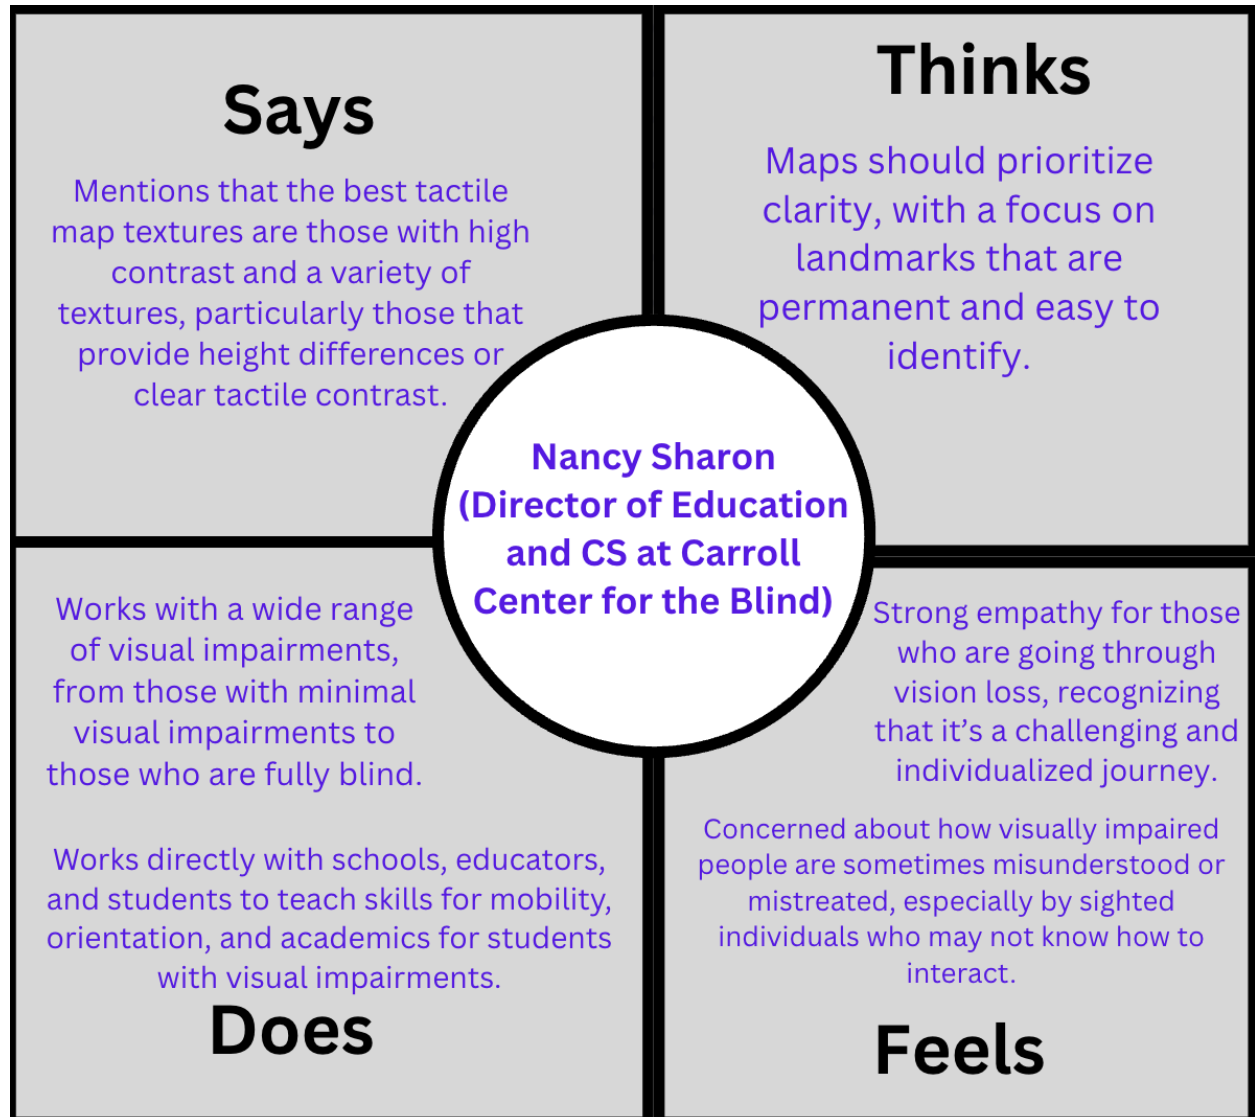 Says
Mentions that the best tactile
map textures are those with high
contrast and a variety of
textures, particularly those that
provide height differences or
clear tactile contrast.
Thinks
Maps should prioritize
clarity, with a focus on
landmarks that are
permanent and easy to
identify.
Nancy Sharon
(Director of Education
and CS at Carroll
Center for the Blind)
Works with a wide range
of visual impairments,
from those with minimal
visual impairments to
those who are fully blind.
Works directly with schools, educators,
and students to teach skills for mobility,
orientation, and academics for students
with visual impairments.
Does
Strong empathy for those
who are going through
vision loss, recognizing
that it’s a challenging and
individualized journey.
Concerned about how visually impaired
people are sometimes misunderstood or
mistreated, especially by sighted
individuals who may not know how to
interact.
Feels